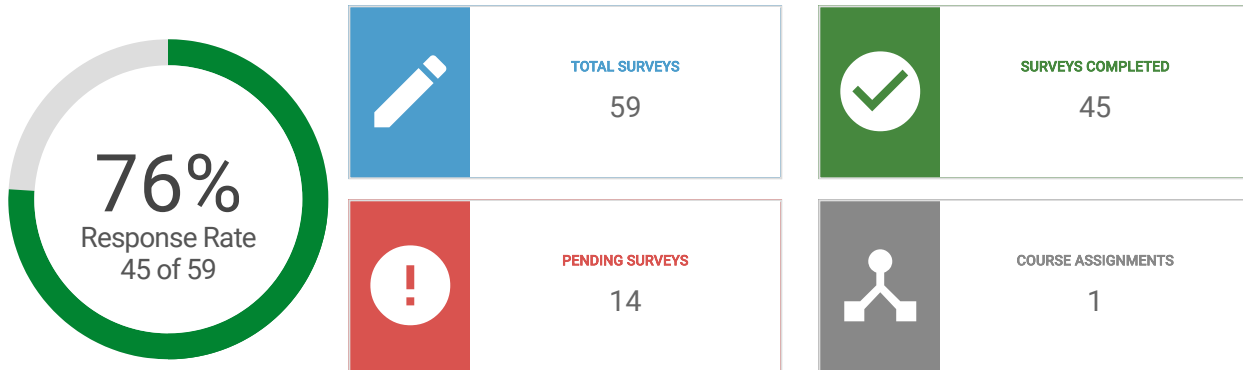 76%
Response Rate
45 of 59
TOTAL SURVEYS
59
SURVEYS COMPLETED
45
PENDING SURVEYS
14
COURSE ASSIGNMENTS
1